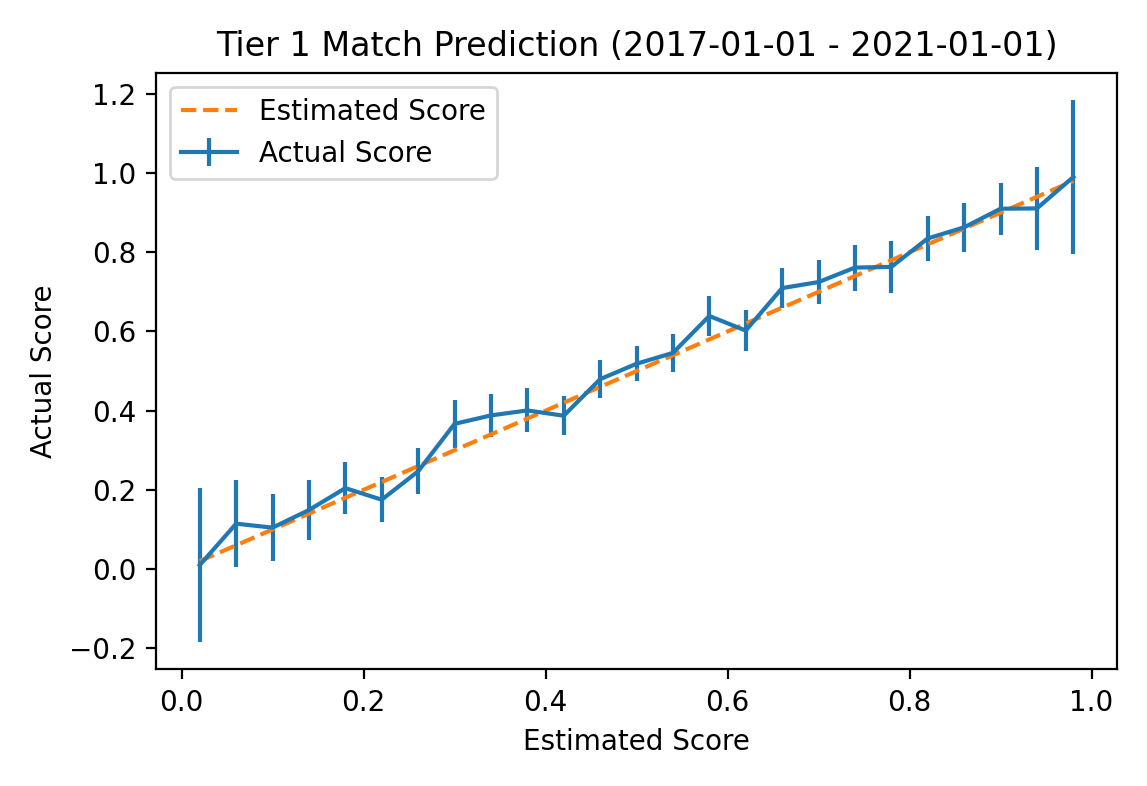 Tier 1 Match Prediction (2017-01-01 - 2021-01-01)
Estimated Score
Actual Score
1.2
1.0
0.8
0.6
0.4
0.2
0.0
−0.2
Actual Score
0.0 0.2 0.4 0.6 0.8 1.0
Estimated Score